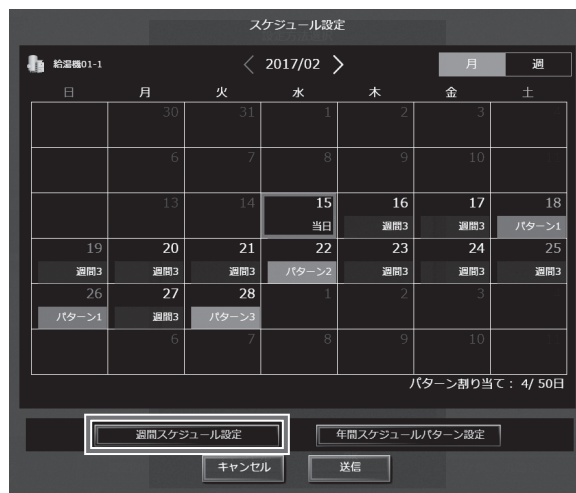 スケジュール設定
給湯機01-1
< 2017/02 >
月 週
日 月 火 水 木 金 土
30 31 1 2 3
6 7 8 9 10
13 14 15 16 17 18
当日 週間3 週間3 パターン1
19 20 21 22 23 24 25
週間3 週間3 週間3 パターン2 週間3 週間3 週間3
26 27 28 1 2 3
パターン1 週間3 パターン3
6 7 8 9 10
パターン割り当て： 4/ 50日
週間スケジュール設定 年間スケジュールパターン設定
キャンセル 送信